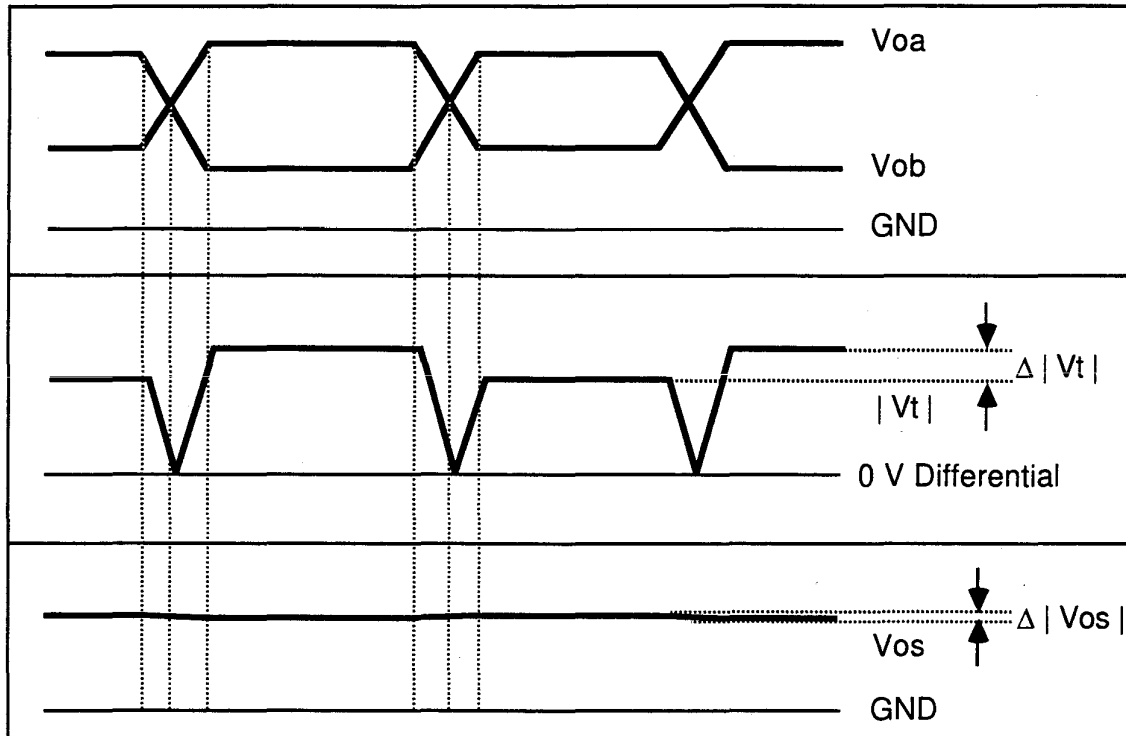 Voa
Vob
GND
Δ | Vt |
| Vt |
0 V Differential
Δ | Vos |
Vos
GND